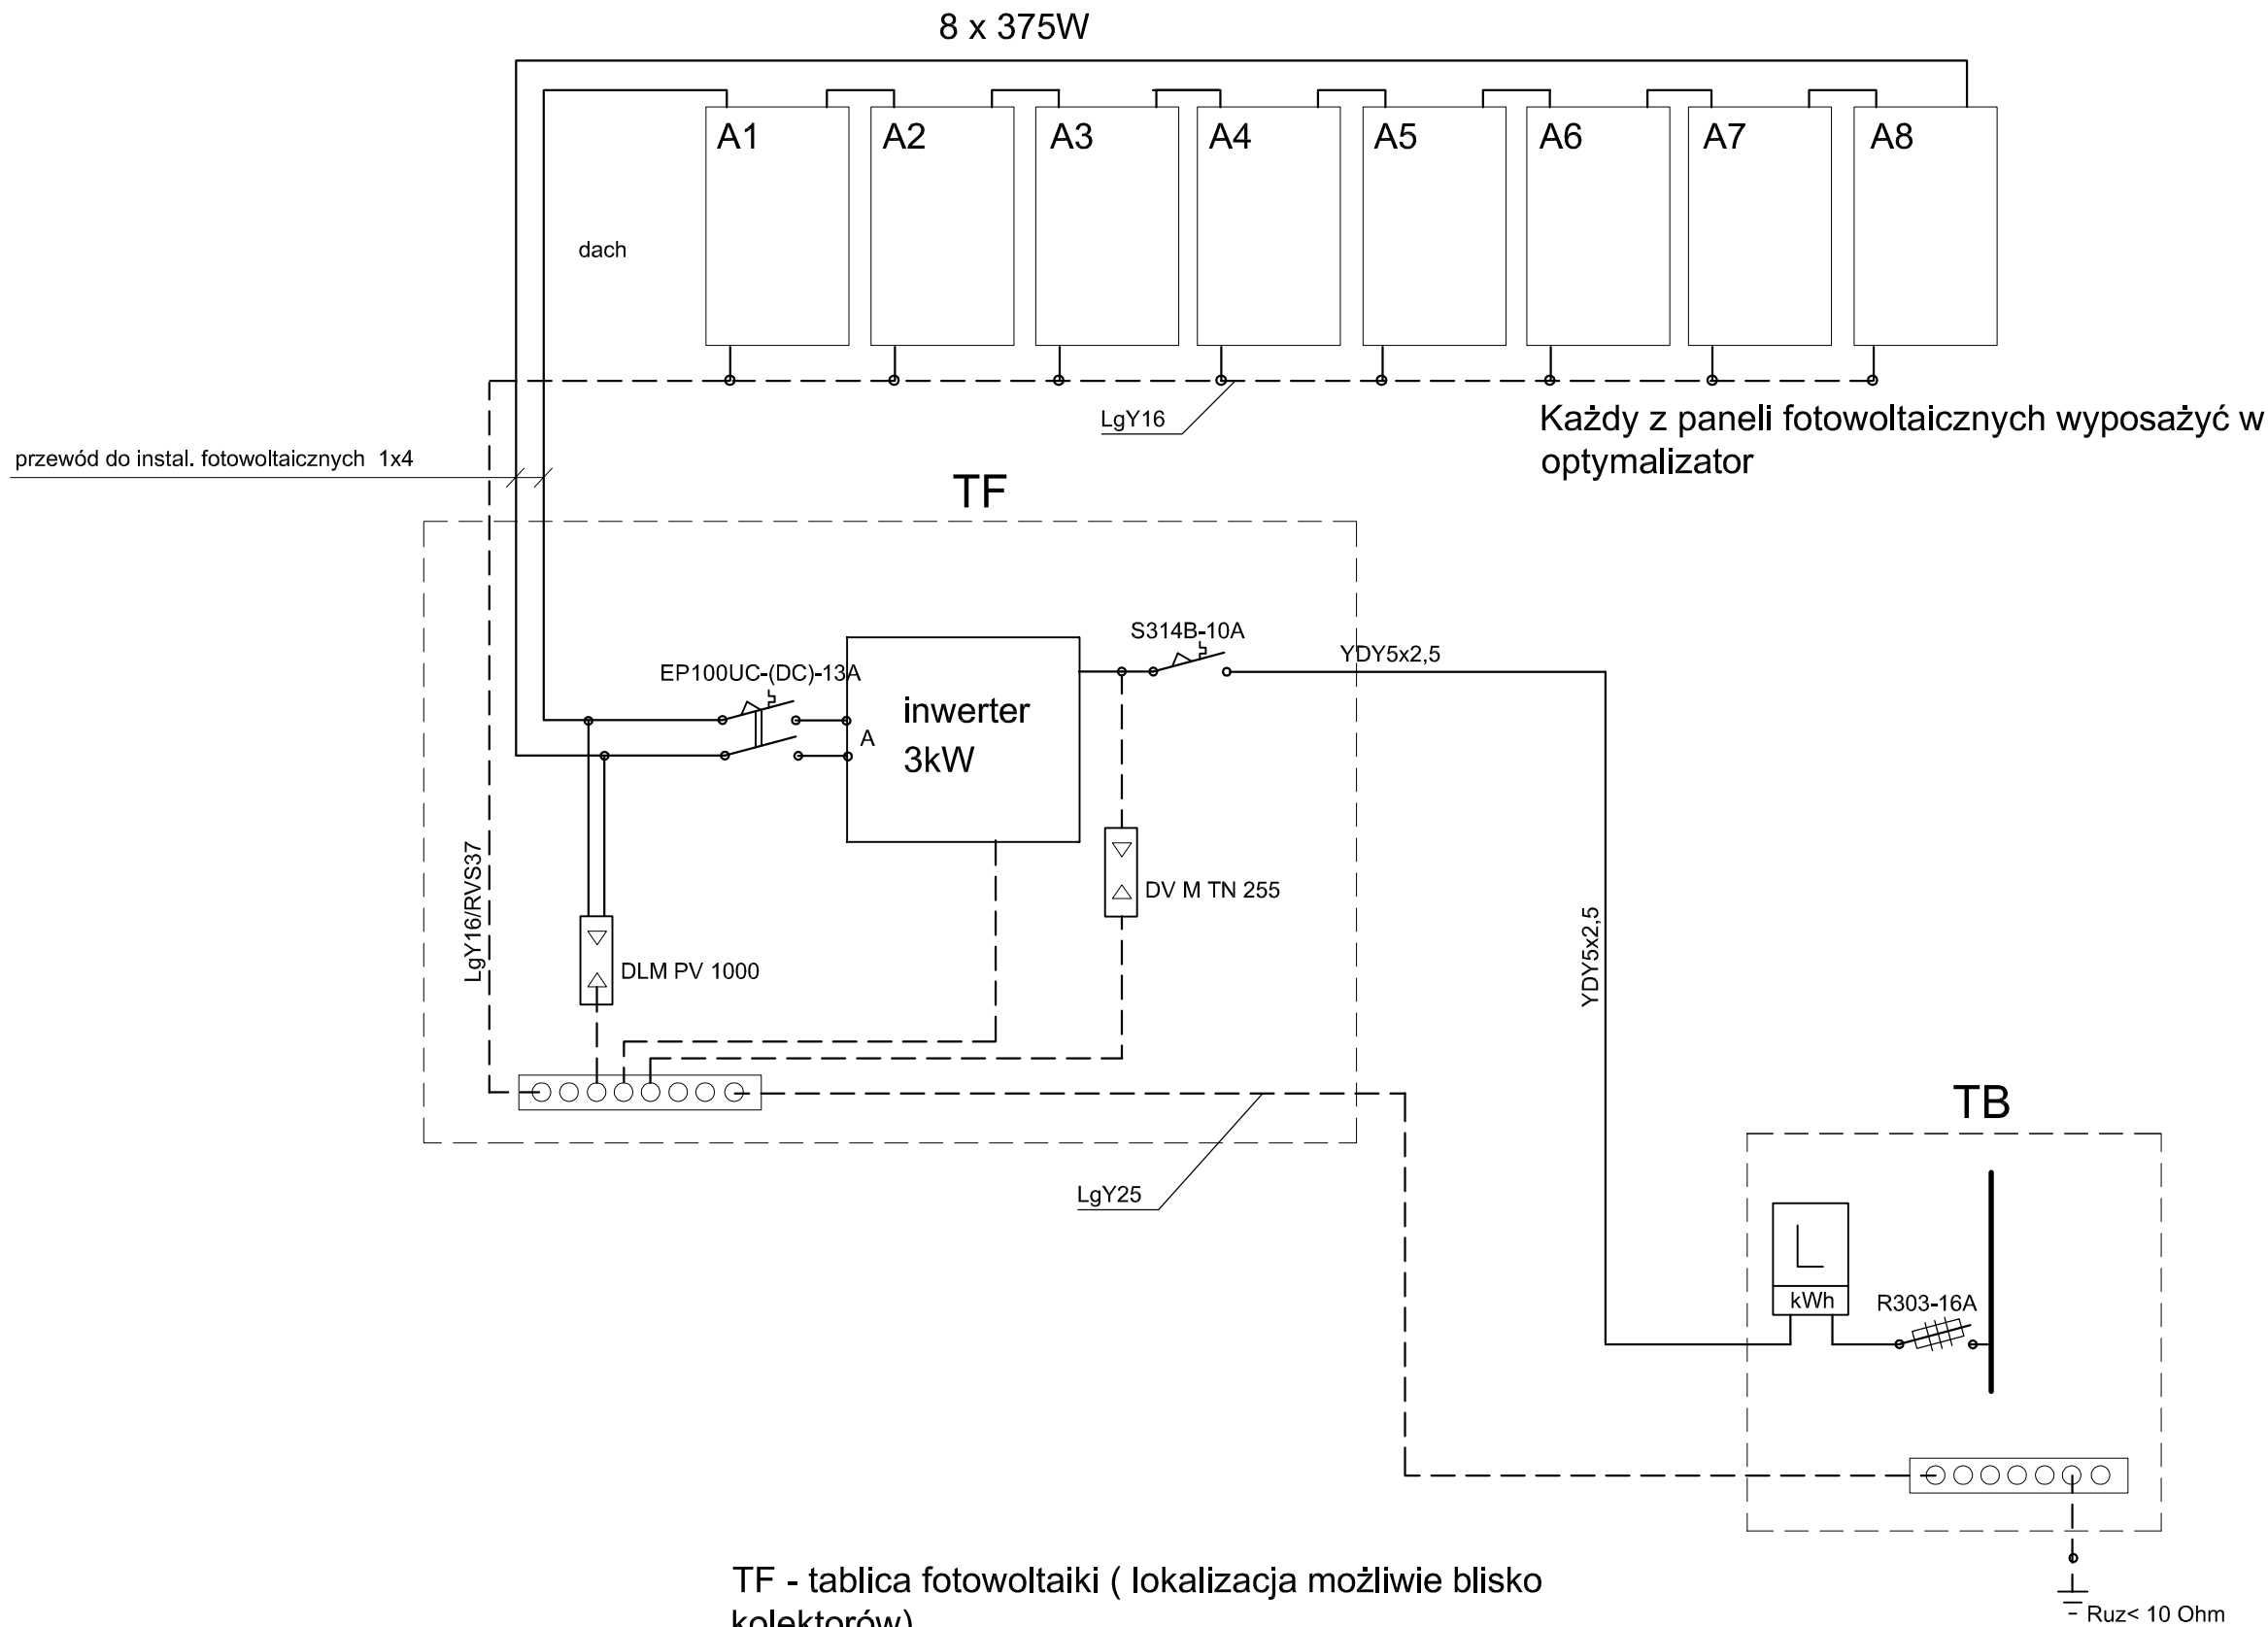 8 x 375W
A1 A2 A3 A4 A5 A6 A7 A8
dach
LgY16
Każdy z paneli fotowoltaicznych wyposażyć w
optymalizator
przewód do instal. fotowoltaicznych 1x4
TF
S314B-10A
YDY5x2,5
EP100UC-(DC)-13A
inwerter
3kW
A
LgY16/RVS37
DV M TN 255
DLM PV 1000
YDY5x2,5
LgY25
TB
L
kWh
R303-16A
TF - tablica fotowoltaiki ( lokalizacja możliwie blisko
kolektorów)
Ruz< 10 Ohm